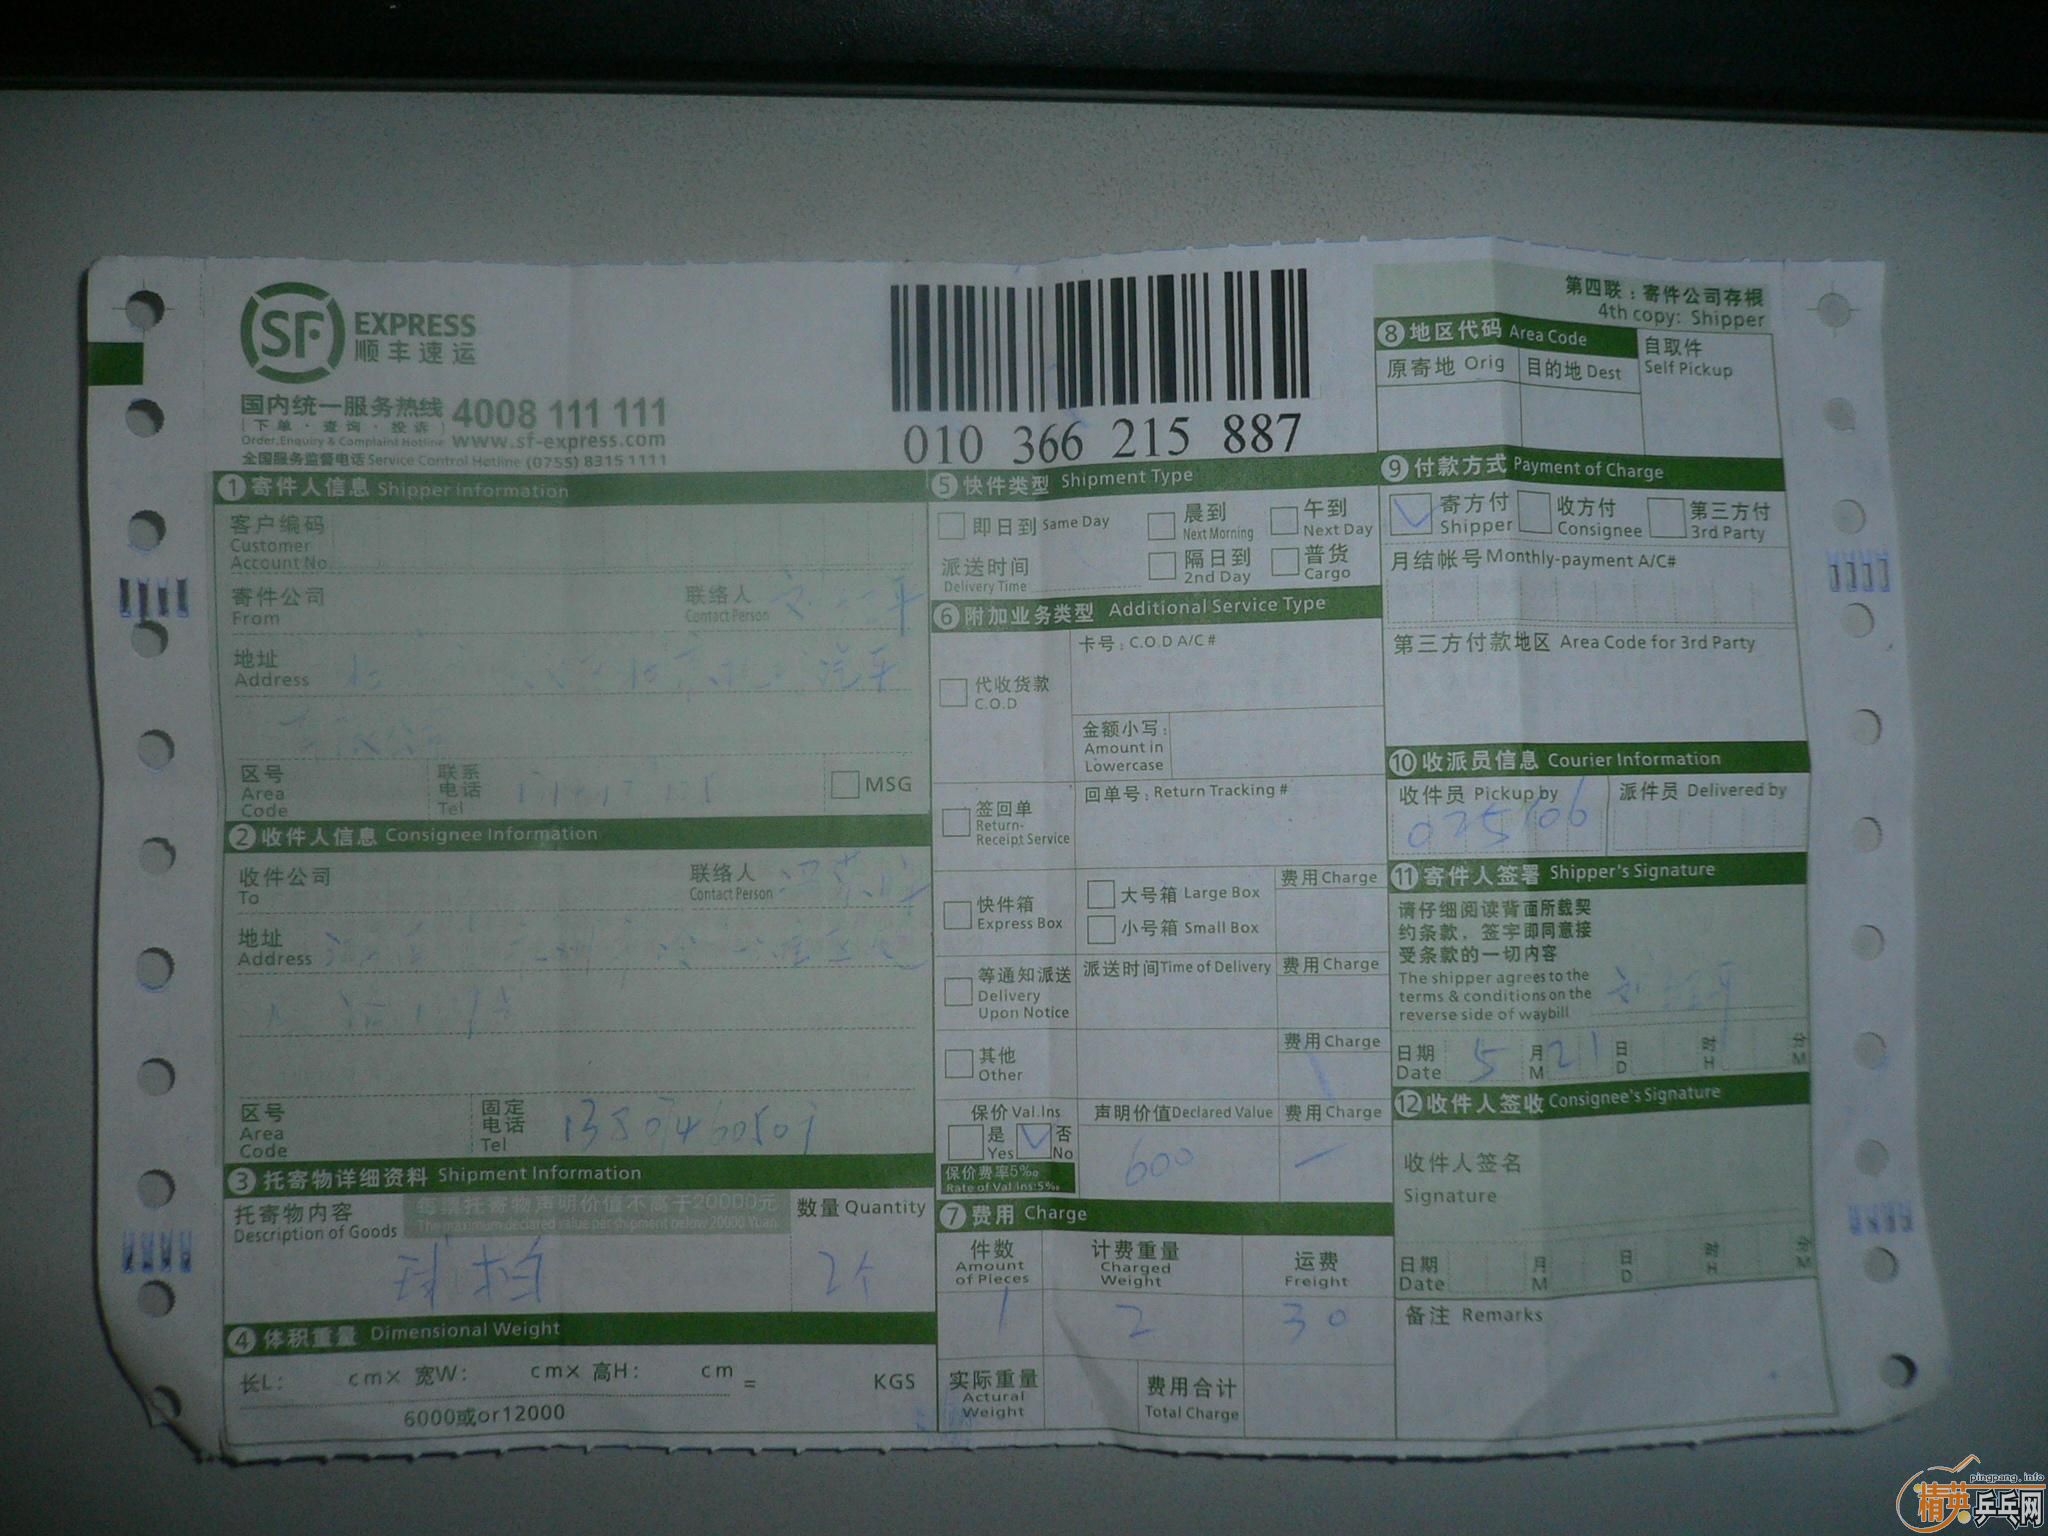 SF EXPRESS
顺丰速运
国内统一服务热线 4008 111 111
(下单·查询·投诉)
Order,Enquiry & Complaint Hotline www.sf-express.com
全国服务监督电话 Service Control Hotline (0755) 83151111
010 366 215 887
第四联：寄件公司存根
4th copy: Shipper
① 寄件人信息 Shipper Information
客户编码
Customer
Account No.
寄件公司
From
联络人
Contact Person
地址
Address
汽车
区号
Area
Code
联系
电话
Tel
MSG
② 收件人信息 Consignee Information
收件公司
To
联络人
Contact Person
地址
Address
区号
Area
Code
固定
电话
Tel
③ 托寄物详细资料 Shipment Information
托寄物内容
Description of Goods
每票托寄物声明价值不高于20000元
The maximum declared value per shipment below 20000 Yuan
数量 Quantity
球拍
2个
④ 体积重量 Dimensional Weight
长L: cm× 宽W: cm× 高H: cm = KGS
6000或or12000
⑤ 快件类型 Shipment Type
即日到 Same Day
晨到
Next Morning
午到
Next Day
派送时间
Delivery Time
隔日到
2nd Day
普货
Cargo
⑥ 附加业务类型 Additional Service Type
代收货款
C.O.D
卡号：C.O.D A/C#
金额小写：
Amount in
Lowercase
签回单
Return-
Receipt Service
回单号：Return Tracking #
快件箱
Express Box
大号箱 Large Box
小号箱 Small Box
费用 Charge
等通知派送
Delivery
Upon Notice
派送时间 Time of Delivery
费用 Charge
其他
Other
费用 Charge
保价 Val.Ins
是
Yes
否
No
保价费率5‰
Rate of Val.Ins:5‰
声明价值 Declared Value
600
费用 Charge
⑦ 费用 Charge
件数
Amount
of Pieces
计费重量
Charged
Weight
运费
Freight
1
2
30
实际重量
Actural
Weight
费用合计
Total Charge
⑧ 地区代码 Area Code
原寄地 Orig
目的地 Dest
自取件
Self Pickup
⑨ 付款方式 Payment of Charge
寄方付
Shipper
收方付
Consignee
第三方付
3rd Party
月结帐号 Monthly-payment A/C#
第三方付款地区 Area Code for 3rd Party
⑩ 收派员信息 Courier Information
收件员 Pickup by
派件员 Delivered by
025106
⑪ 寄件人签署 Shipper's Signature
请仔细阅读背面所载契
约条款，签字即同意接
受条款的一切内容
The shipper agrees to the
terms & conditions on the
reverse side of waybill
日期
Date
5 月 M 21 日 D 时 H 分 M
⑫ 收件人签收 Consignee's Signature
收件人签名
Signature
日期
Date
月 M 日 D 时 H 分 M
备注 Remarks
pingpang.info
精英乒乓网